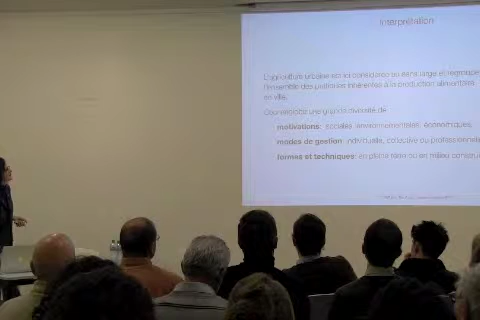 Interprétation
L'agriculture urbaine est ici considérée au sens large et regroupe
l'ensemble des pratiques inhérentes à la production alimentaire
en ville.
une grande diversité de
motivations: sociales, environnementales, économiques,
modes de gestion: individuelle, collective ou professionnelle
formes et techniques: en pleine terre ou en milieu construit